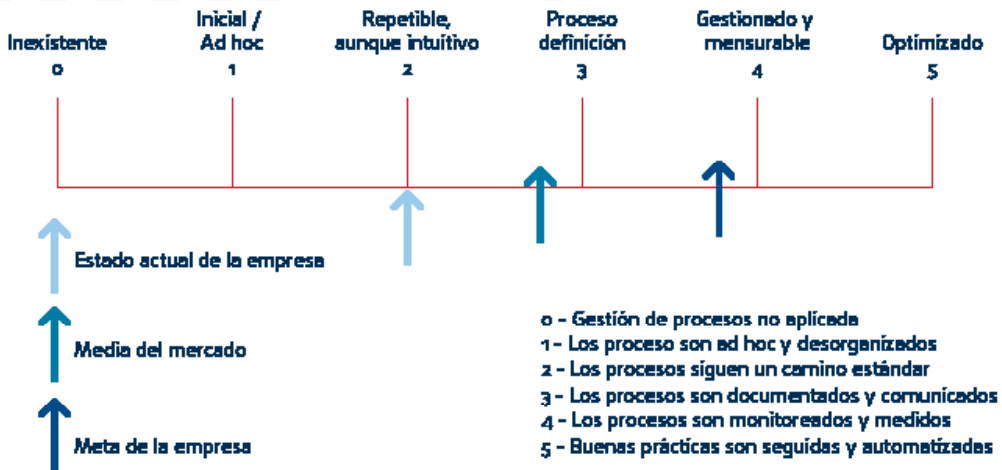 Inexistente
0
Inicial /
Ad hoc
1
Repetible,
aunque intuitivo
2
Proceso
definición
3
Gestionado y
mensurable
4
Optimizado
5
Estado actual de la empresa
Media del mercado
Meta de la empresa
0 - Gestión de procesos no aplicada
1 - Los proceso son ad hoc y desorganizados
2 - Los procesos siguen un camino estándar
3 - Los procesos son documentados y comunicados
4 - Los procesos son monitoreados y medidos
5 - Buenas prácticas son seguidas y automatizadas